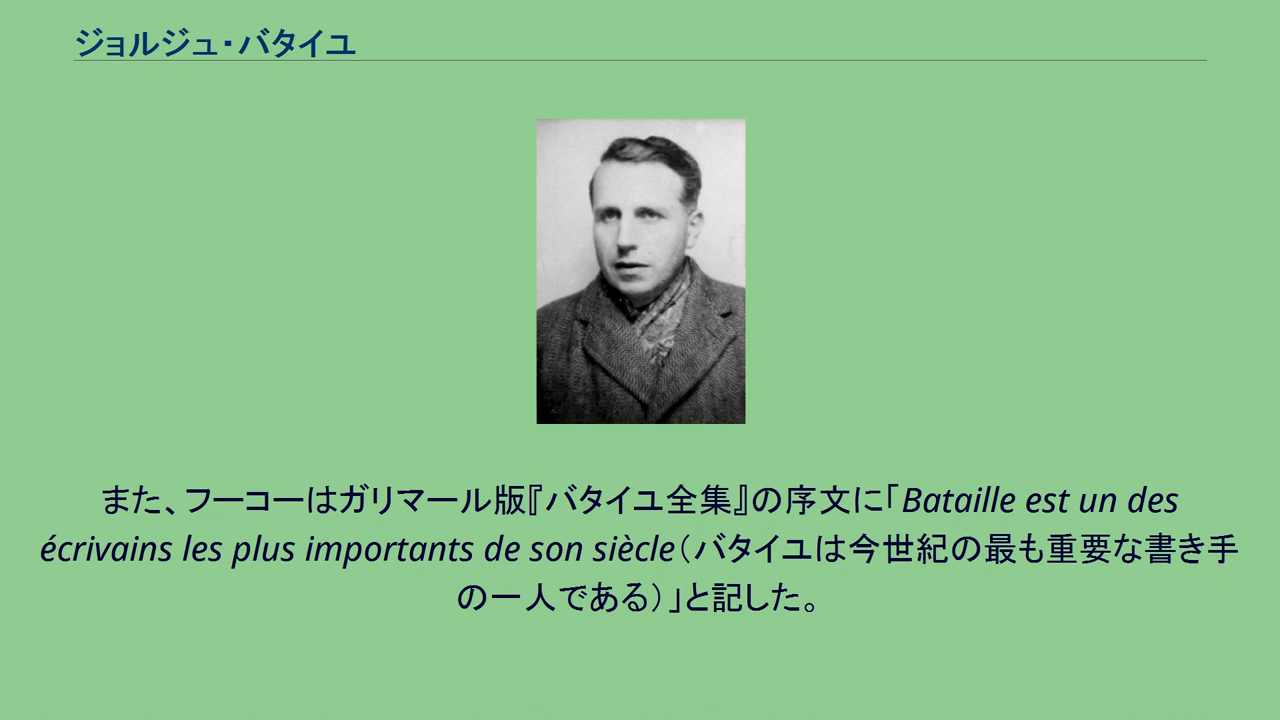 ジョルジュ・バタイユ
また、フーコーはガリマール版『バタイユ全集』の序文に「Bataille est un des
écrivains les plus importants de son siècle（バタイユは今世紀の最も重要な書き手
の一人である）」と記した。